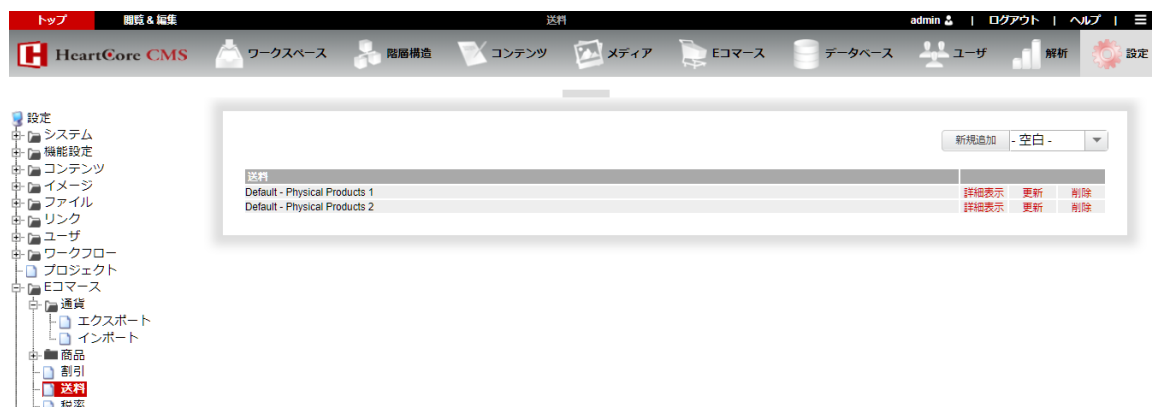 トップ 閲覧 & 編集 送料 admin | ログアウト | ヘルプ |
HeartCore CMS ワークスペース 階層構造 コンテンツ メディア Eコマース データベース ユーザ 解析 設定
設定
システム
機能設定
コンテンツ
イメージ
ファイル
リンク
ユーザ
ワークフロー
プロジェクト
Eコマース
通貨
エクスポート
インポート
商品
割引
送料
税率
新規追加 - 空白 -
送料
Default - Physical Products 1 詳細表示 更新 削除
Default - Physical Products 2 詳細表示 更新 削除